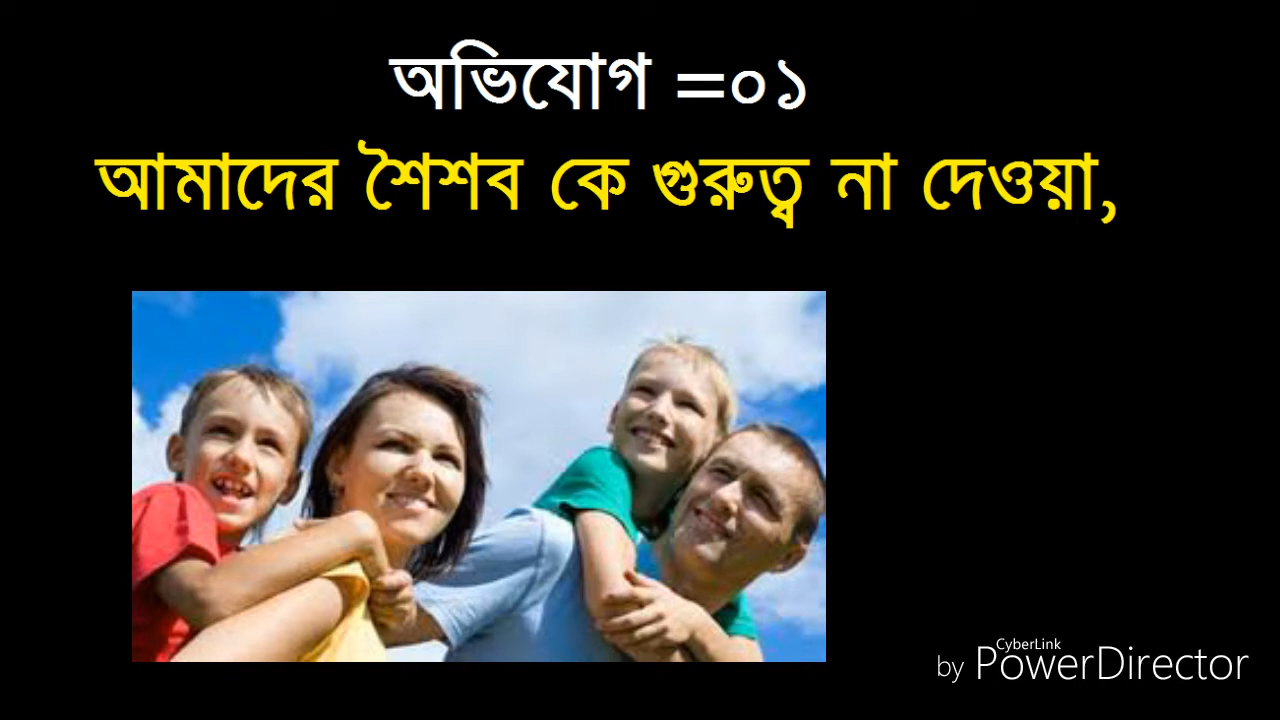 অভিযোগ =০১
আমাদের শৈশব কে গুরুত্ব না দেওয়া,
CyberLink
by PowerDirector